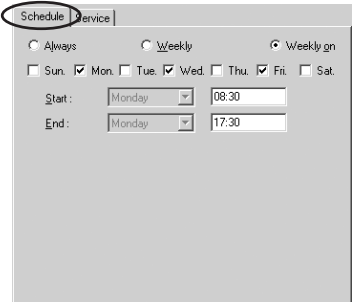 Schedule Service
Always Weekly Weekly on
Sun. Mon. Tue. Wed. Thu. Fri. Sat.
Start : Monday 08:30
End : Monday 17:30